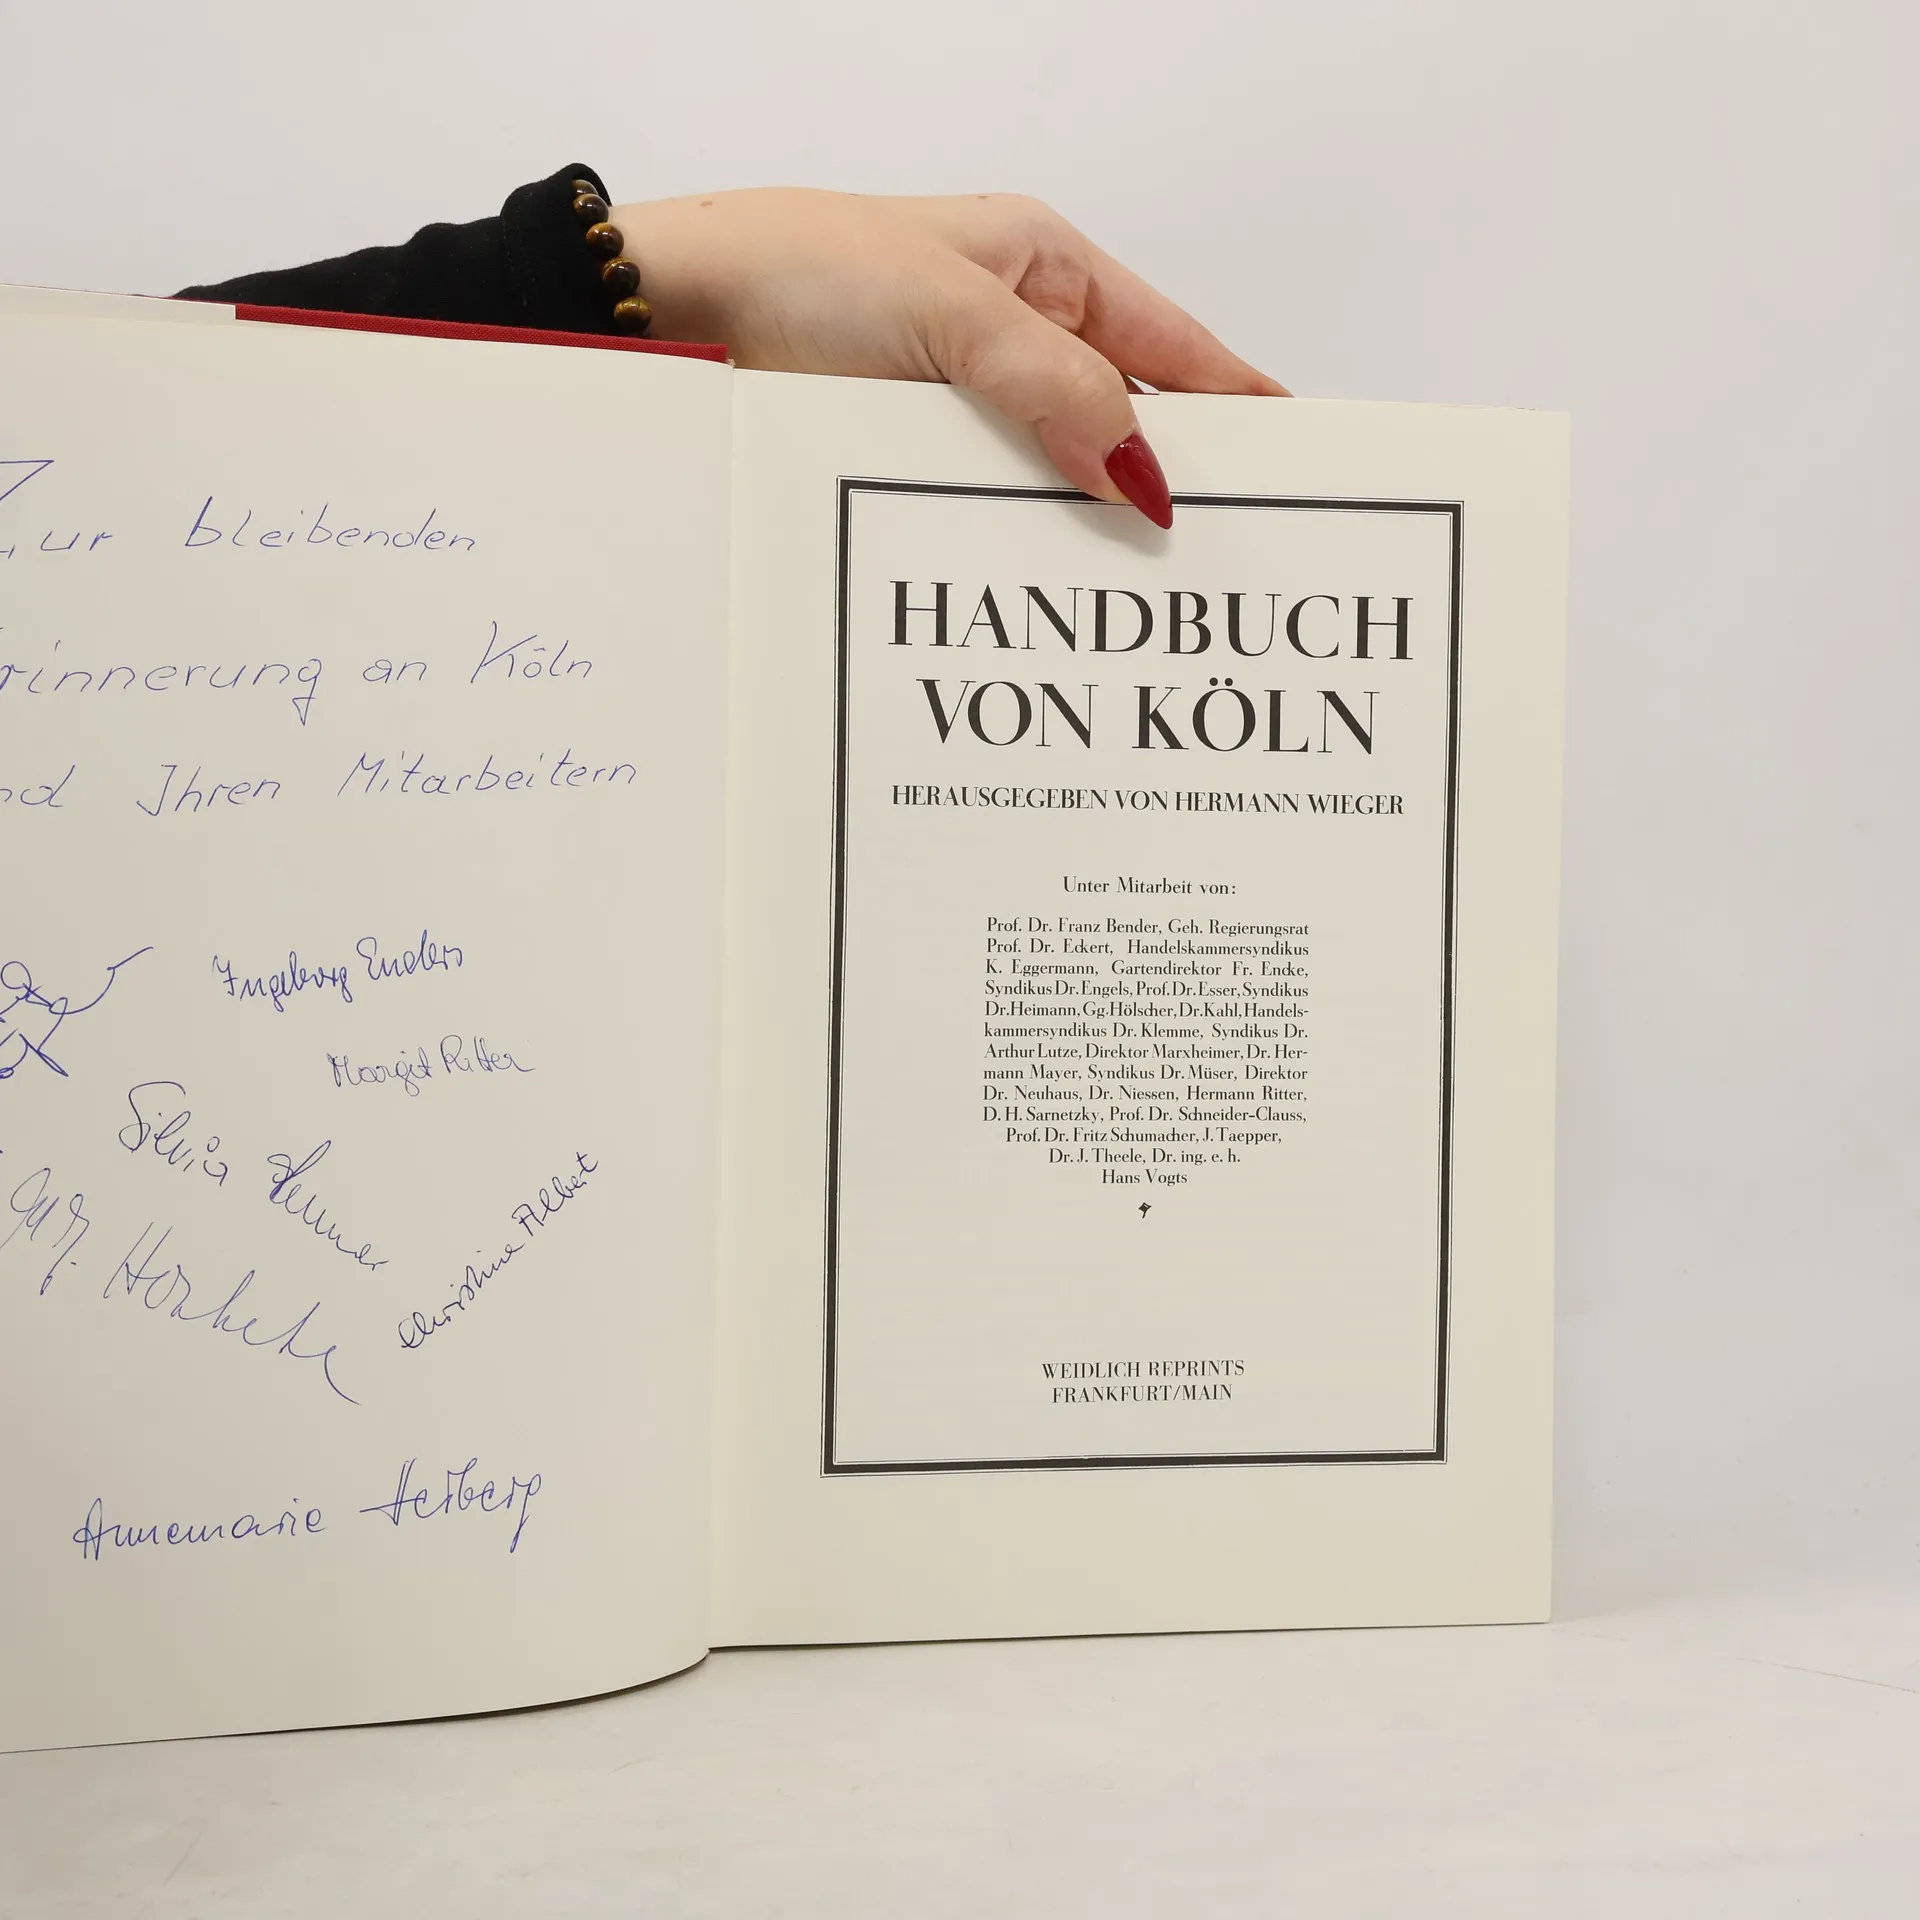 Zur bleibenden
rinnerung an Köln
nd Ihren Mitarbeitern
Ingeborg Enders
Margit Ritter
Silvia
Christine Albert
Annemarie Herberg
HANDBUCH
VON KÖLN
HERAUSGEGEBEN VON HERMANN WIEGER
Unter Mitarbeit von:
Prof. Dr. Franz Bender, Geh. Regierungsrat
Prof. Dr. Eckert, Handelskammersyndikus
K. Eggermann, Gartendirektor Fr. Encke,
Syndikus Dr. Engels, Prof. Dr. Esser, Syndikus
Dr. Heimann, Gg. Hölscher, Dr. Kahl, Handels-
kammersyndikus Dr. Klemme, Syndikus Dr.
Arthur Lutze, Direktor Marxheimer, Dr. Her-
mann Mayer, Syndikus Dr. Müser, Direktor
Dr. Neuhaus, Dr. Niessen, Hermann Ritter,
D. H. Sarnetzky, Prof. Dr. Schneider-Clauss,
Prof. Dr. Fritz Schumacher, J. Taepper,
Dr. J. Theele, Dr. ing. e. h.
Hans Vogts
WEIDLICH REPRINTS
FRANKFURT/MAIN